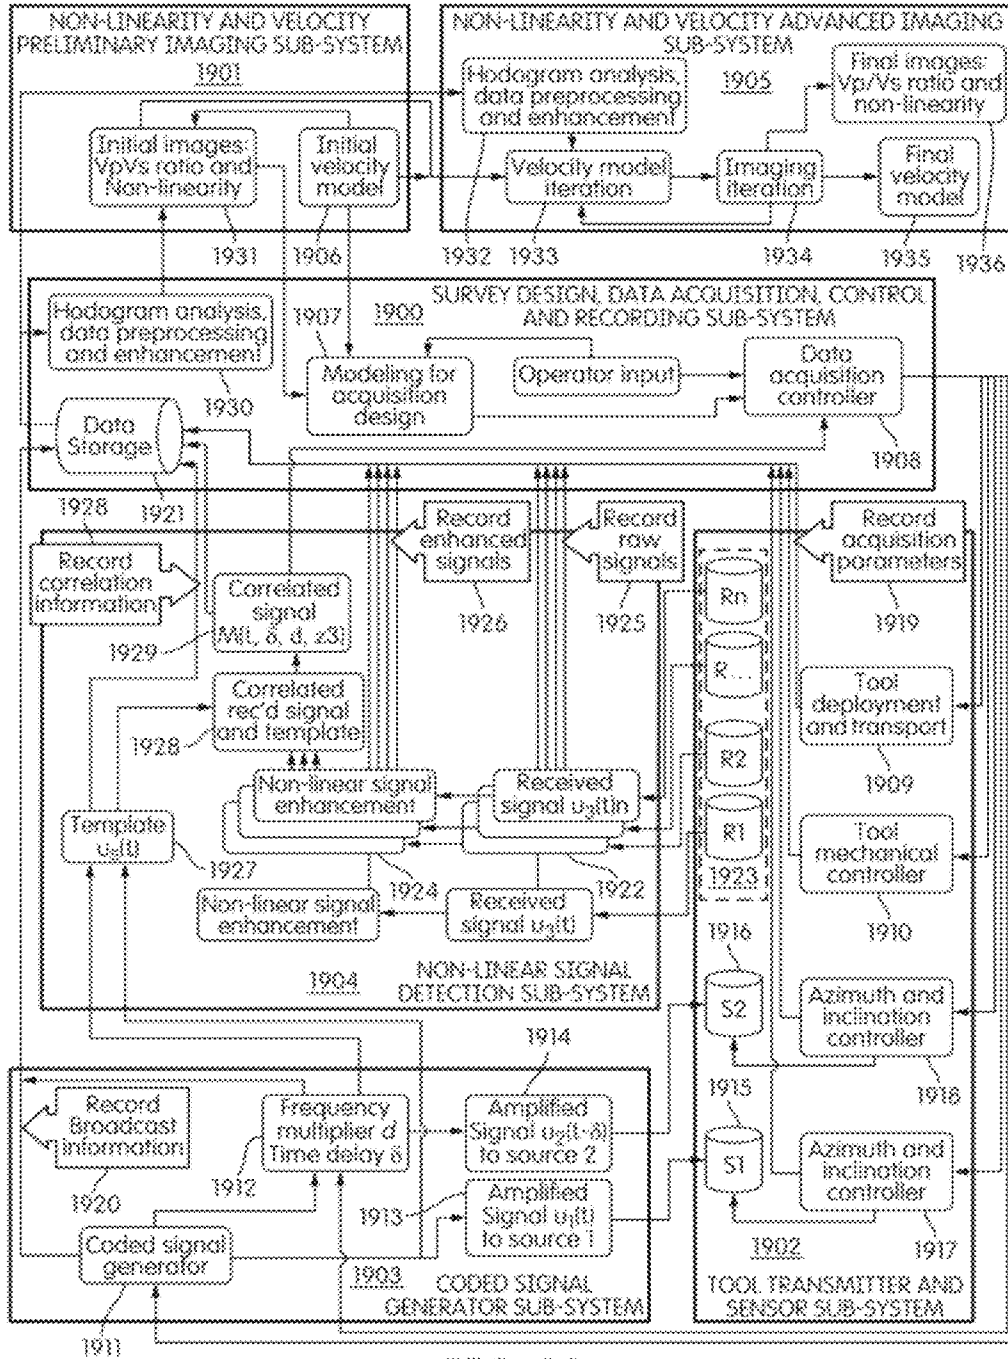 NON-LINEARITY AND VELOCITY
PRELIMINARY IMAGING SUB-SYSTEM
1901
Initial images:
VpVs ratio and
Non-linearity
Initial
velocity
model
1931
1906
NON-LINEARITY AND VELOCITY ADVANCED IMAGING
SUB-SYSTEM
1905
Hodogram analysis,
data preprocessing
and enhancement
Final images:
Vp/Vs ratio and
non-linearity
Velocity model
iteration
Imaging
iteration
Final
velocity
model
1932
1933
1934
1935
1936
SURVEY DESIGN, DATA ACQUISITION, CONTROL
AND RECORDING SUB-SYSTEM
1900
1907
Hodogram analysis,
data preprocessing
and enhancement
1930
Modeling for
acquisition
design
Operator input
Data
acquisition
controller
1908
Data
Storage
1921
1928
Record
correlation
information
Record
enhanced
signals
1926
Record
raw
signals
1925
Record
acquisition
parameters
1919
Correlated
signal
M(t, δ, d, z3)
1929
Correlated
rec'd signal
and template
1928
Non-linear signal
enhancement
Received
signal u3(t)n
Template
us(t)
1927
1924
1922
Non-linear signal
enhancement
Received
signal u3(t)
1904
NON-LINEAR SIGNAL
DETECTION SUB-SYSTEM
Rn
R...
R2
R1
1923
Tool
deployment
and transport
1909
Tool
mechanical
controller
1910
1916
S2
Azimuth and
inclination
controller
1918
1915
S1
Azimuth and
inclination
controller
1917
1902
TOOL TRANSMITTER AND
SENSOR SUB-SYSTEM
1914
Record
Broadcast
information
1920
Frequency
multiplier d
Time delay δ
1912
Amplified
Signal u2(t-δ)
to source 2
1913
Amplified
Signal u1(t)
to source 1
Coded signal
generator
1911
1903
CODED SIGNAL
GENERATOR SUB-SYSTEM